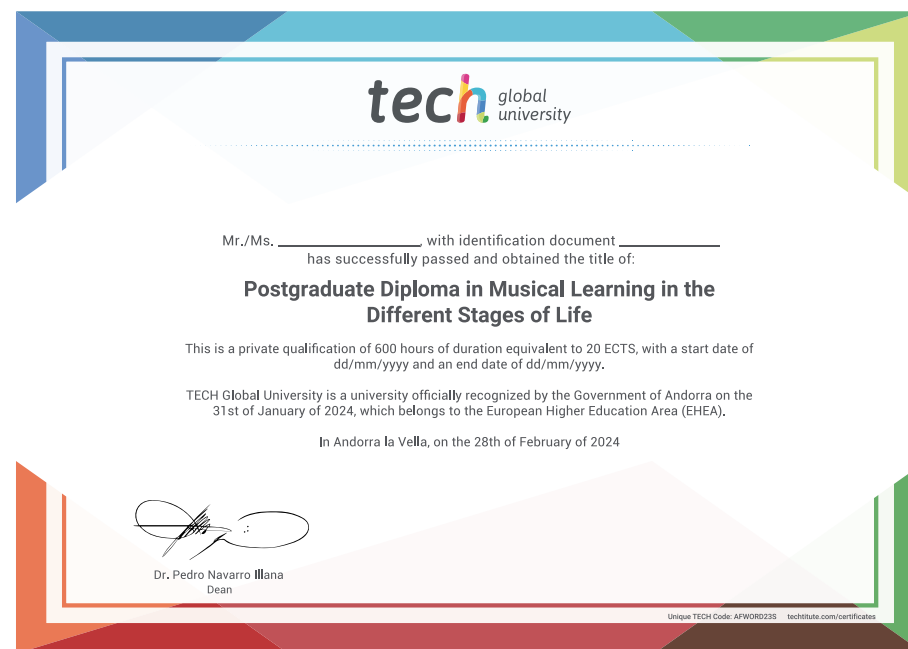 tech global
university
Mr./Ms. ____________, with identification document ____________
has successfully passed and obtained the title of:
Postgraduate Diploma in Musical Learning in the
Different Stages of Life
This is a private qualification of 600 hours of duration equivalent to 20 ECTS, with a start date of
dd/mm/yyyy and an end date of dd/mm/yyyy.
TECH Global University is a university officially recognized by the Government of Andorra on the
31st of January of 2024, which belongs to the European Higher Education Area (EHEA).
In Andorra la Vella, on the 28th of February of 2024
Dr. Pedro Navarro Illana
Dean
Unique TECH Code: AFWORD23S techtitute.com/certificates